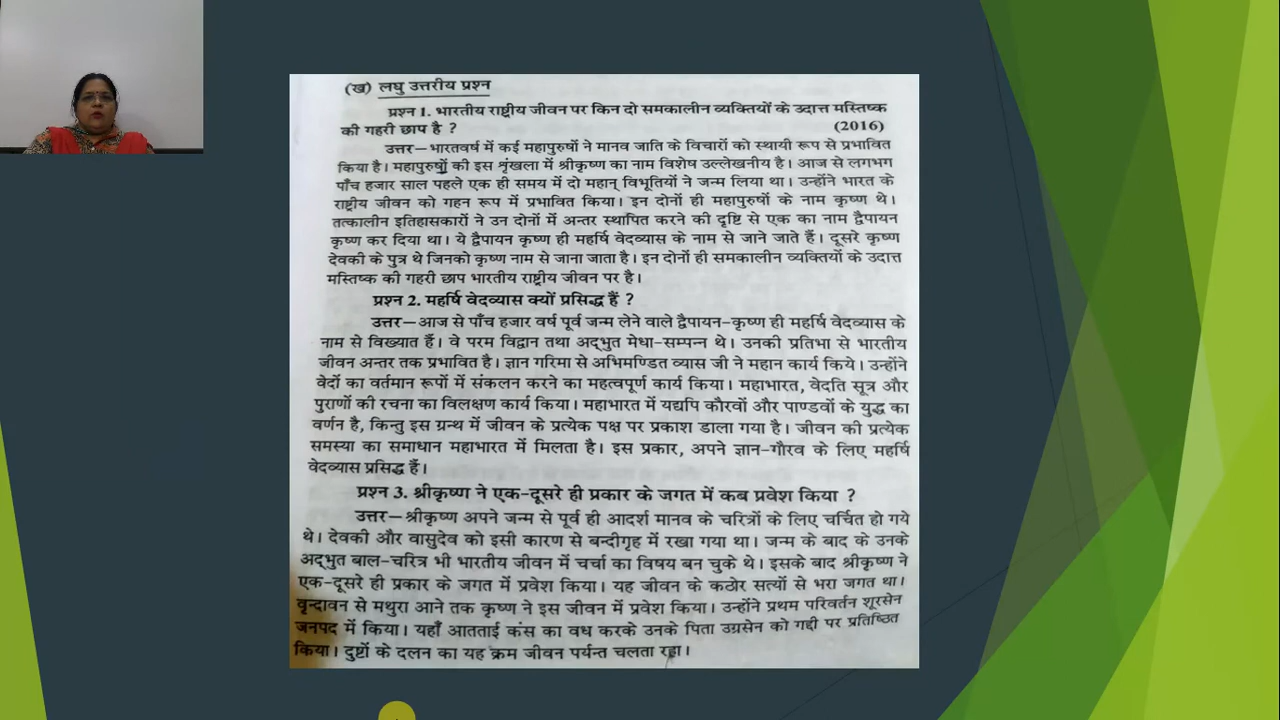 (ख) लघु उत्तरीय प्रश्न
प्रश्न 1. भारतीय राष्ट्रीय जीवन पर किन दो समकालीन व्यक्तियों के उदात्त मस्तिष्क
की गहरी छाप है ? (2016)
उत्तर—भारतवर्ष में कई महापुरुषों ने मानव जाति के विचारों को स्थायी रूप से प्रभावित
किया है। महापुरुषों की इस शृंखला में श्रीकृष्ण का नाम विशेष उल्लेखनीय है। आज से लगभग
पाँच हजार साल पहले एक ही समय में दो महान् विभूतियों ने जन्म लिया था। उन्होंने भारत के
राष्ट्रीय जीवन को गहन रूप में प्रभावित किया। इन दोनों ही महापुरुषों के नाम कृष्ण थे।
तत्कालीन इतिहासकारों ने उन दोनों में अन्तर स्थापित करने की दृष्टि से एक का नाम द्वैपायन
कृष्ण कर दिया था। ये द्वैपायन कृष्ण ही महर्षि वेदव्यास के नाम से जाने जाते हैं। दूसरे कृष्ण
देवकी के पुत्र थे जिनको कृष्ण नाम से जाना जाता है। इन दोनों ही समकालीन व्यक्तियों के उदात्त
मस्तिष्क की गहरी छाप भारतीय राष्ट्रीय जीवन पर है।
प्रश्न 2. महर्षि वेदव्यास क्यों प्रसिद्ध हैं ?
उत्तर—आज से पाँच हजार वर्ष पूर्व जन्म लेने वाले द्वैपायन-कृष्ण ही महर्षि वेदव्यास के
नाम से विख्यात हैं। वे परम विद्वान तथा अद्भुत मेधा-सम्पन्न थे। उनकी प्रतिभा से भारतीय
जीवन अन्तर तक प्रभावित है। ज्ञान गरिमा से अभिमण्डित व्यास जी ने महान कार्य किये। उन्होंने
वेदों का वर्तमान रूपों में संकलन करने का महत्वपूर्ण कार्य किया। महाभारत, वेदति सूत्र और
पुराणों की रचना का विलक्षण कार्य किया। महाभारत में यद्यपि कौरवों और पाण्डवों के युद्ध का
वर्णन है, किन्तु इस ग्रन्थ में जीवन के प्रत्येक पक्ष पर प्रकाश डाला गया है। जीवन की प्रत्येक
समस्या का समाधान महाभारत में मिलता है। इस प्रकार, अपने ज्ञान-गौरव के लिए महर्षि
वेदव्यास प्रसिद्ध हैं।
प्रश्न 3. श्रीकृष्ण ने एक-दूसरे ही प्रकार के जगत में कब प्रवेश किया ?
उत्तर—श्रीकृष्ण अपने जन्म से पूर्व ही आदर्श मानव के चरित्रों के लिए चर्चित हो गये
थे। देवकी और वासुदेव को इसी कारण से बन्दीगृह में रखा गया था। जन्म के बाद के उनके
अद्भुत बाल-चरित्र भी भारतीय जीवन में चर्चा का विषय बन चुके थे। इसके बाद श्रीकृष्ण ने
एक-दूसरे ही प्रकार के जगत में प्रवेश किया। यह जीवन के कठोर सत्यों से भरा जगत था।
वृन्दावन से मथुरा आने तक कृष्ण ने इस जीवन में प्रवेश किया। उन्होंने प्रथम परिवर्तन शूरसेन
जनपद में किया। यहाँ आतताई कंस का वध करके उनके पिता उग्रसेन को गद्दी पर प्रतिष्ठित
किया। दुष्टों के दलन का यह क्रम जीवन पर्यन्त चलता रहा।